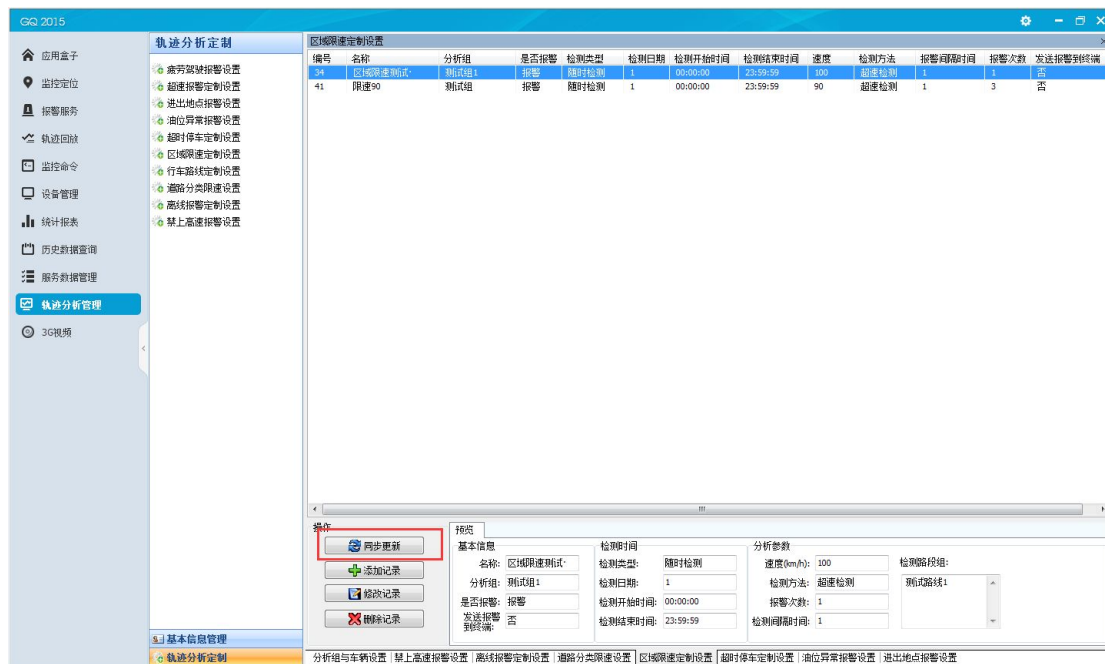 GQ 2015
应用盒子
监控定位
报警服务
轨迹回放
监控命令
设备管理
统计报表
历史数据查询
服务数据管理
轨迹分析管理
3G视频
轨迹分析定制
疲劳驾驶报警设置
超速报警定制设置
进出地点报警设置
油位异常报警设置
超时停车定制设置
区域限速定制设置
行车路线定制设置
道路分类限速设置
离线报警定制设置
禁上高速报警设置
基本信息管理
轨迹分析定制
区域限速定制设置
编号 名称 分析组 是否报警 检测类型 检测日期 检测开始时间 检测结束时间 速度 检测方法 报警间隔时间 报警次数 发送报警到终端
34 区域限速测试· 测试组1 报警 随时检测 1 00:00:00 23:59:59 100 超速检测 1 1 否
41 限速90 测试组 报警 随时检测 1 00:00:00 23:59:59 90 超速检测 1 3 否
操作
同步更新
添加记录
修改记录
删除记录
预览
基本信息
名称: 区域限速测试·
分析组: 测试组1
是否报警: 报警
发送报警
到终端: 否
检测时间
检测类型: 随时检测
检测日期: 1
检测开始时间: 00:00:00
检测结束时间: 23:59:59
分析参数
速度(km/h): 100
检测方法: 超速检测
报警次数: 1
检测间隔时间: 1
检测路段组:
测试路线1
分析组与车辆设置 禁上高速报警设置 离线报警定制设置 道路分类限速设置 区域限速定制设置 超时停车定制设置 油位异常报警设置 进出地点报警设置